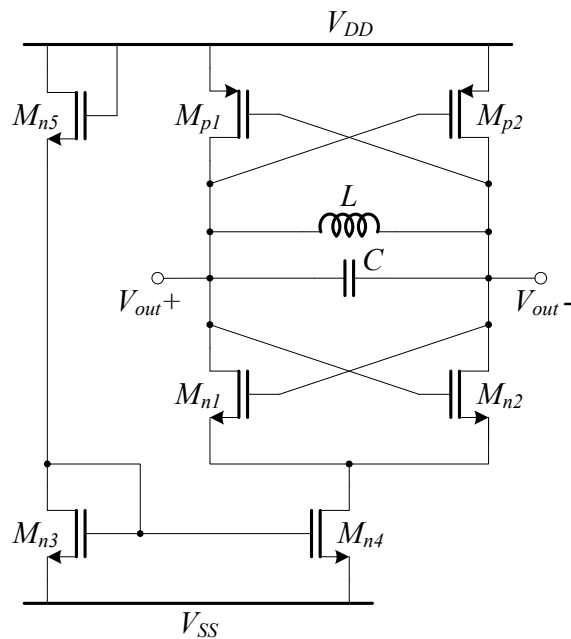 V_DD
M_n5
M_p1
M_p2
L
C
V_out+
V_out-
M_n1
M_n2
M_n3
M_n4
V_SS